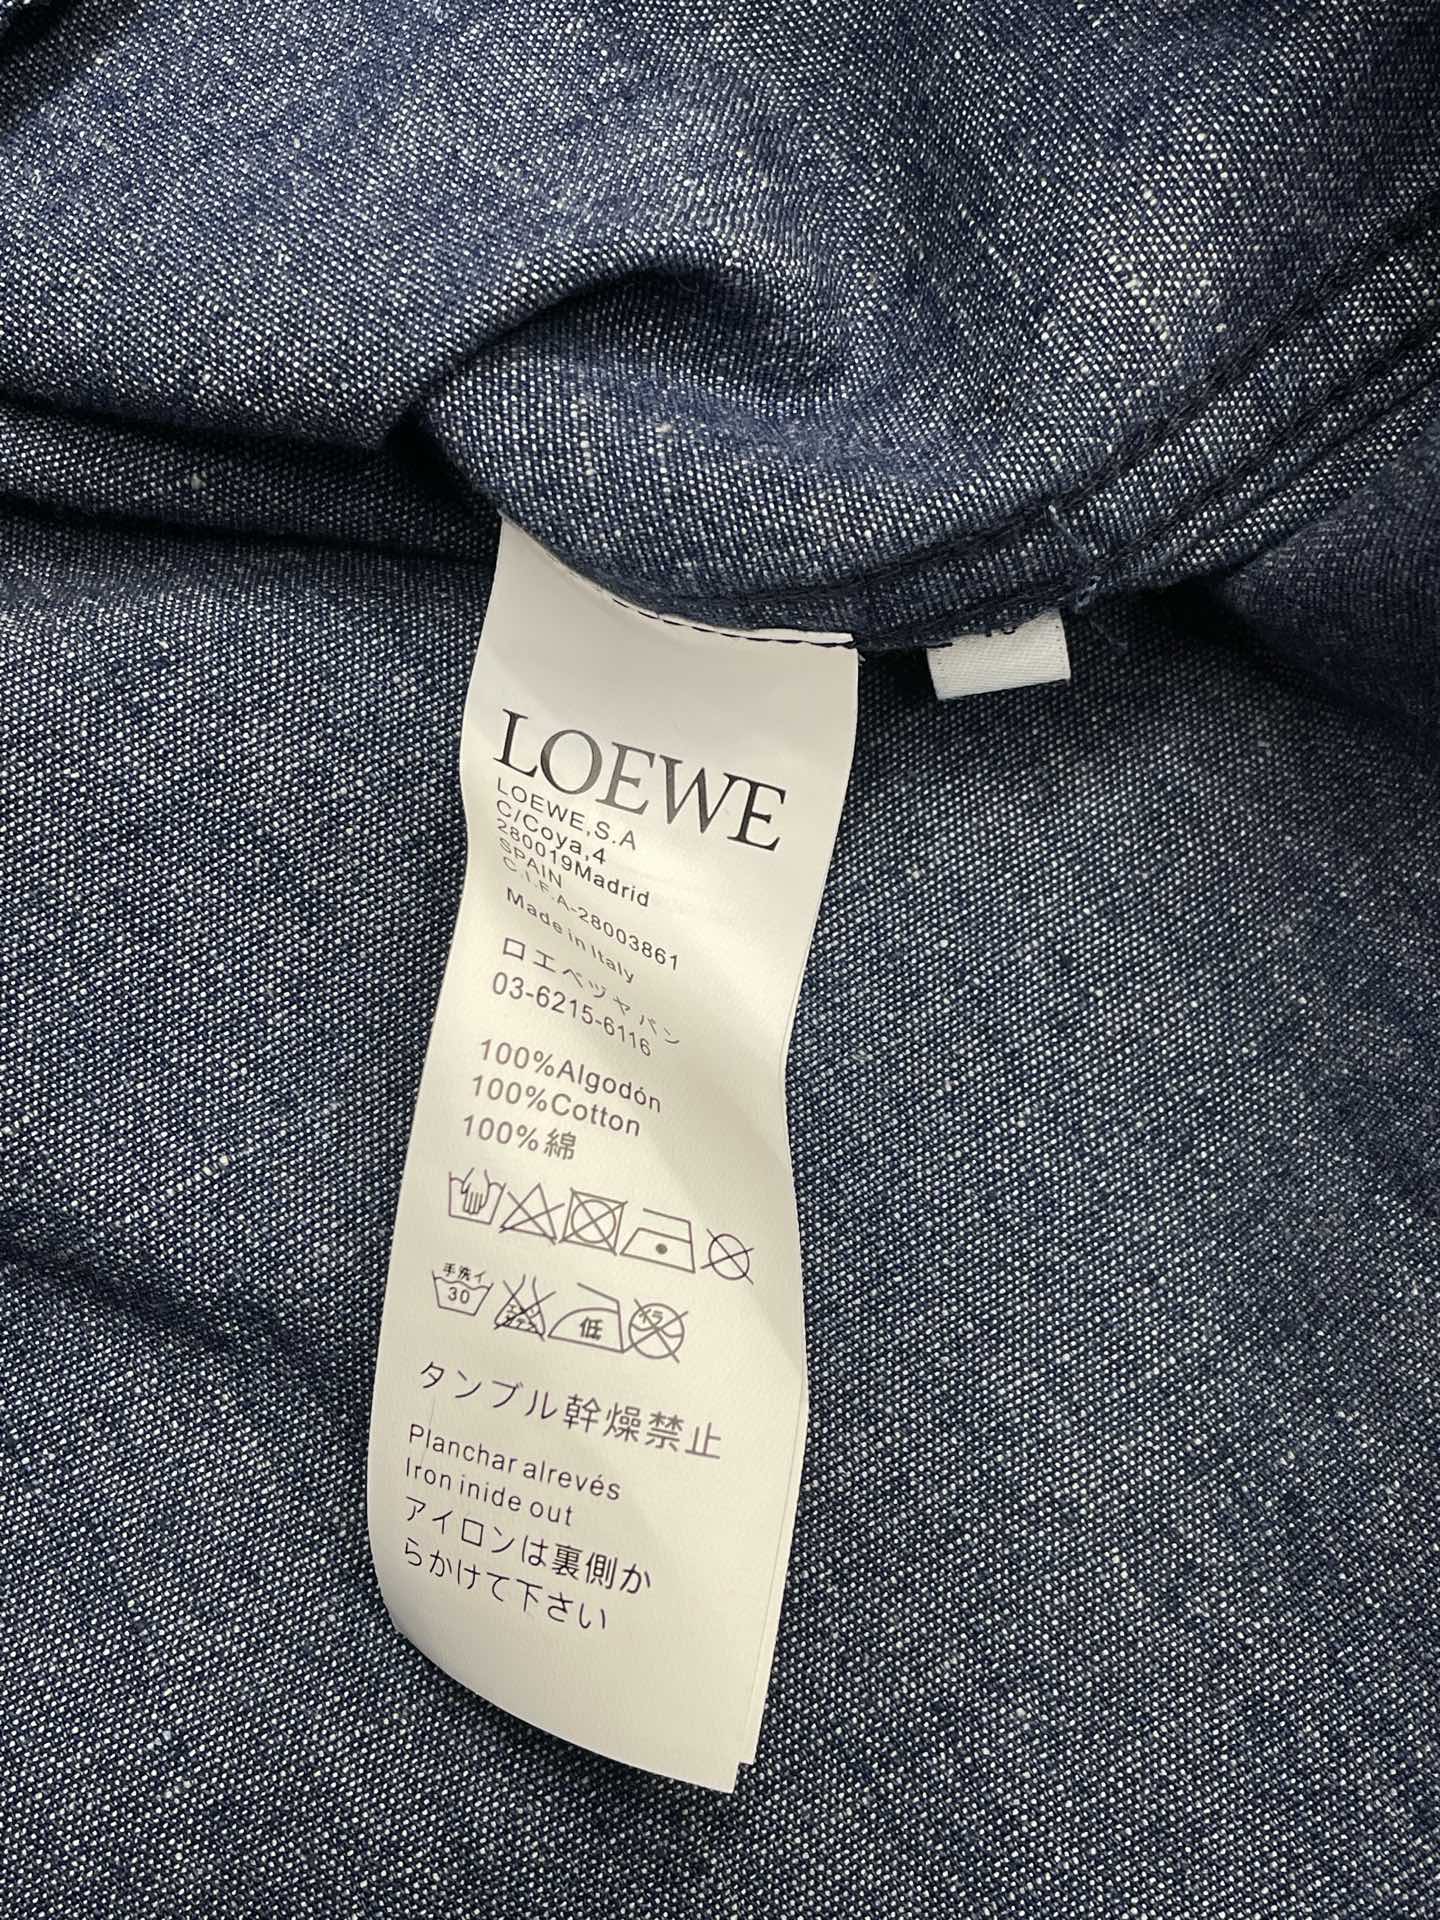 LOEWE
LOEWE,S.A
C/Coya,4
280019Madrid
SPAIN
C.I.F.A-28003861
Made in Italy
ロエベヅャパン
03-6215-6116
100%Algodón
100%Cotton
100%綿
手洗イ
30
低
タンブル幹燥禁止
Planchar alrevés
Iron inide out
アイロンは裏側か
らかけて下さい